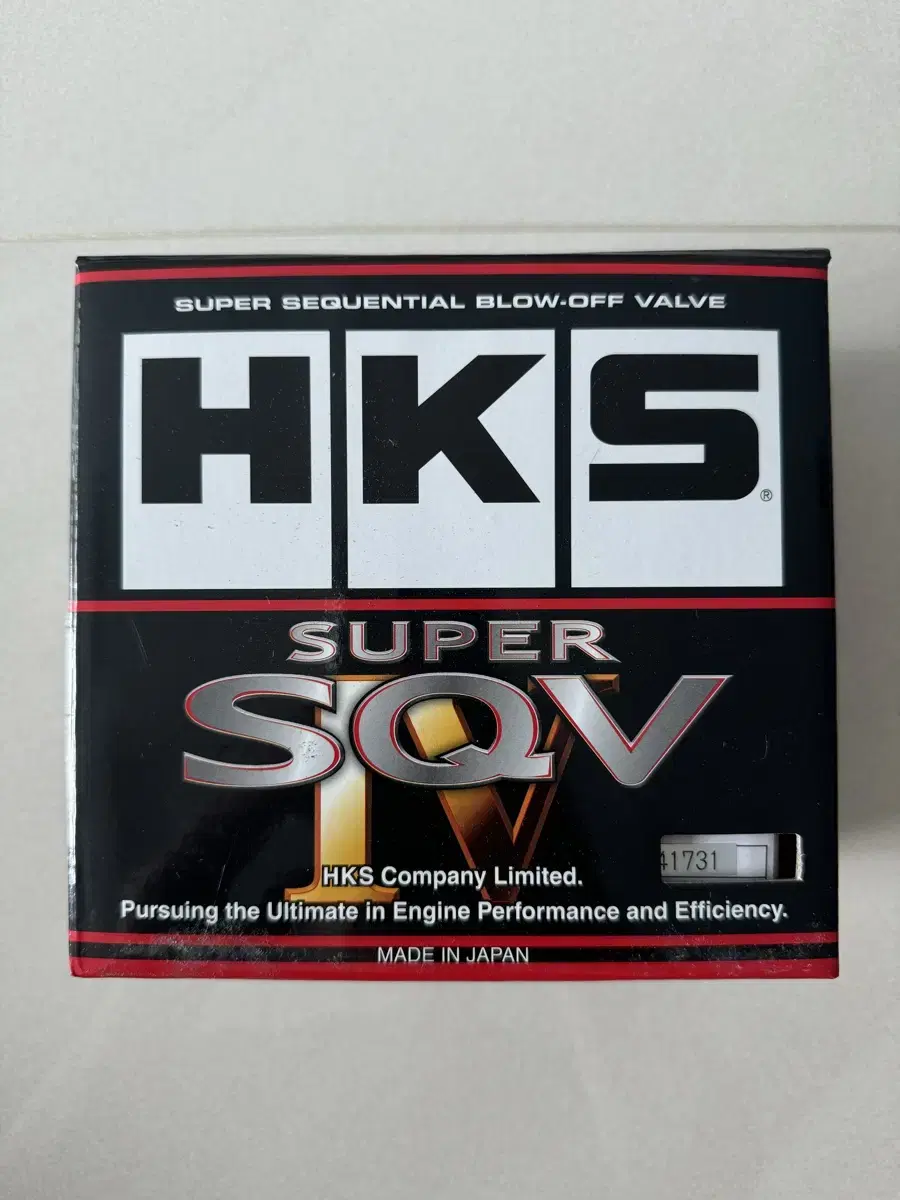 SUPER SEQUENTIAL BLOW-OFF VALVE
HKS®
SUPER
SQV
IV
41731
HKS Company Limited.
Pursuing the Ultimate in Engine Performance and Efficiency.
MADE IN JAPAN